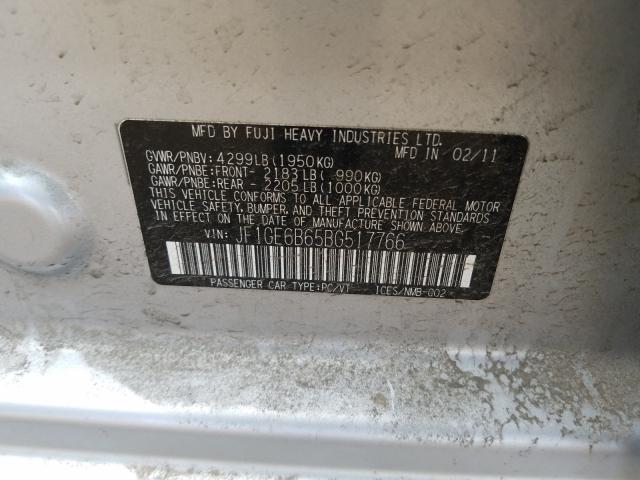 MFD BY FUJI HEAVY INDUSTRIES LTD.
GVWR/PNBV: 4299LB(1950KG) MFD IN 02/11
GAWR/PNBE:FRONT- 2183LB( 990KG)
GAWR/PNBE:REAR - 2205LB(1000KG)
THIS VEHICLE CONFORMS TO ALL APPLICABLE FEDERAL MOTOR
VEHICLE SAFETY, BUMPER, AND THEFT PREVENTION STANDARDS
IN EFFECT ON THE DATE OF MANUFACTURE SHOWN ABOVE.
VIN: JF1GE6B65BG517766
PASSENGER CAR TYPE:PC/VT ICES/NMB-002